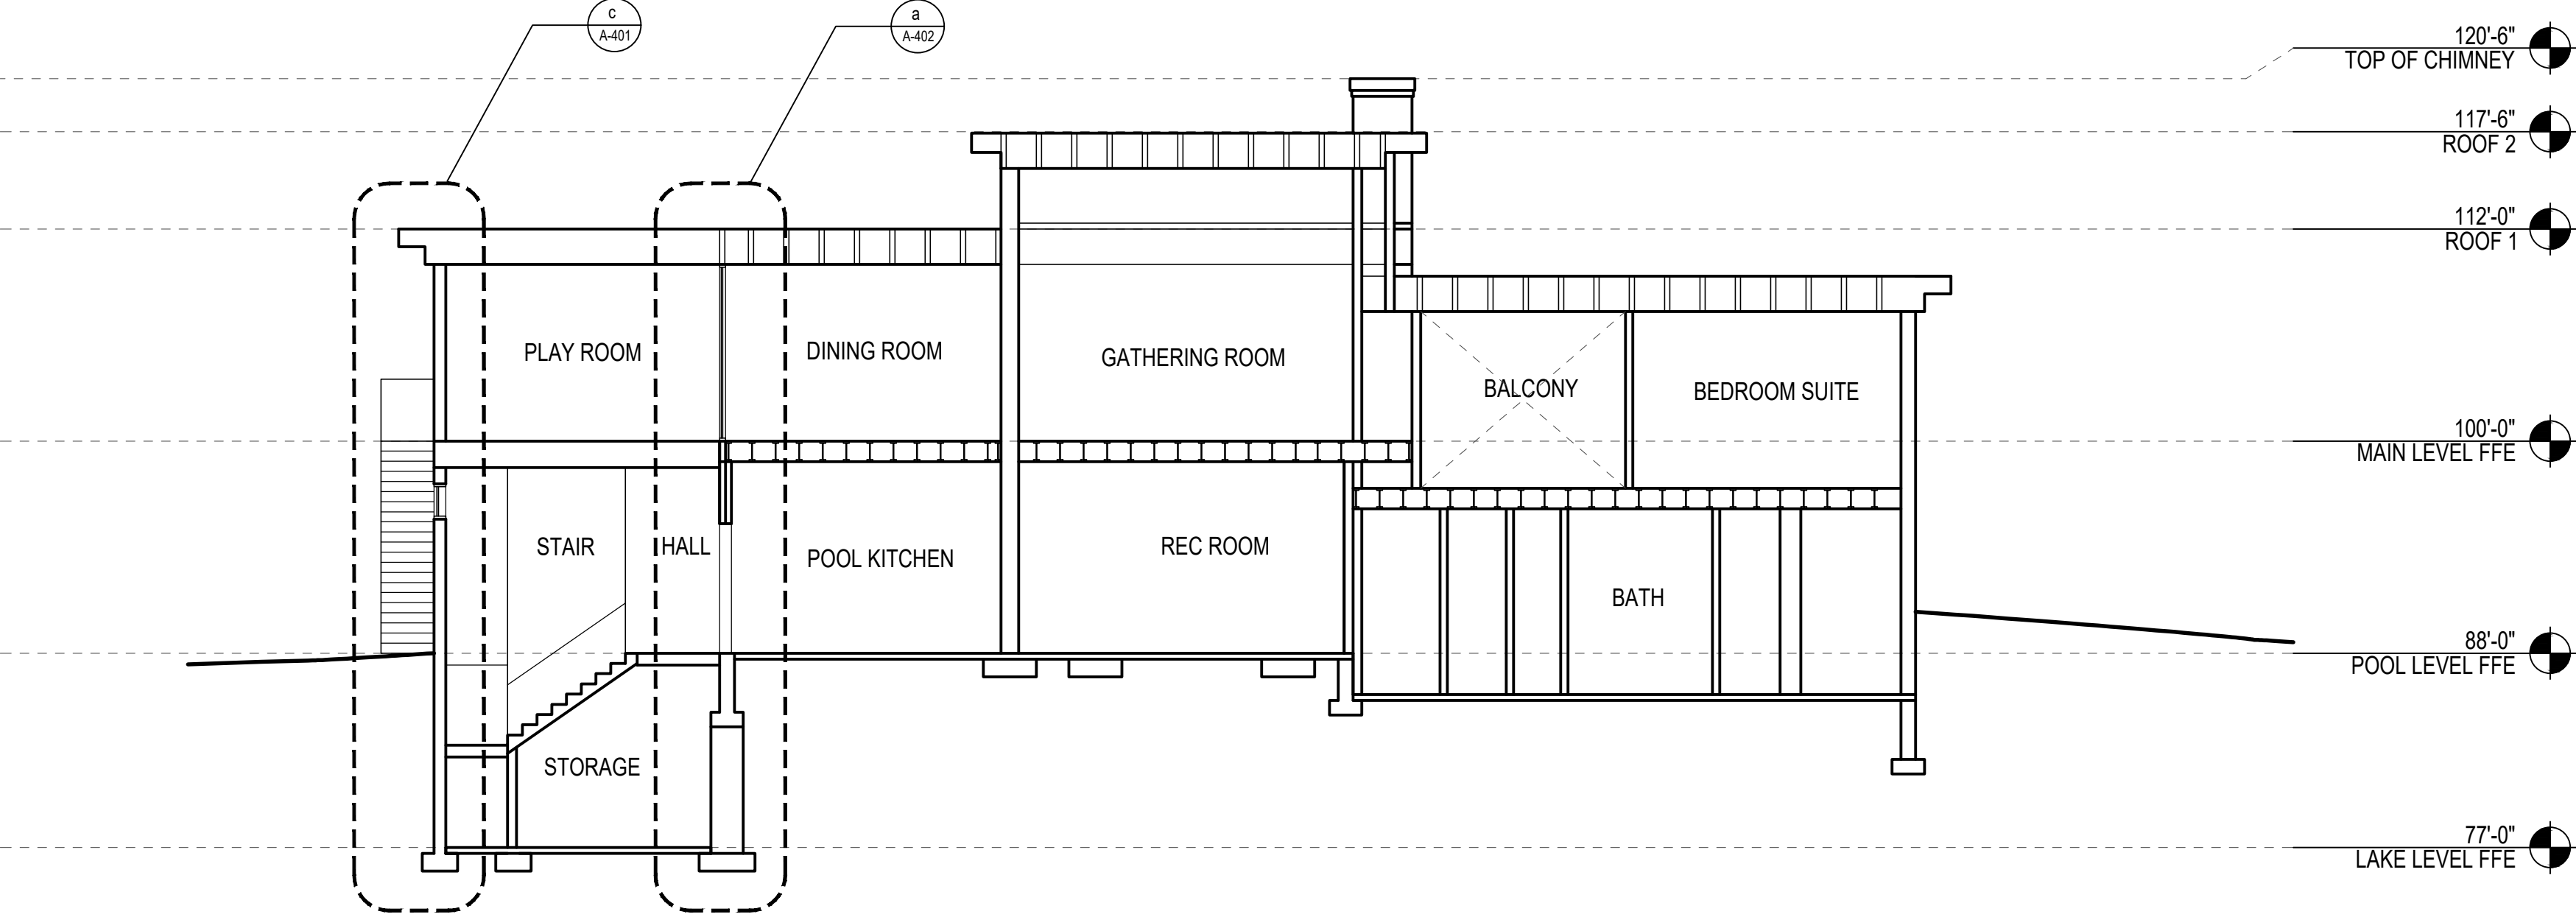 c
A-401
a
A-402
120'-6"
TOP OF CHIMNEY
117'-6"
ROOF 2
112'-0"
ROOF 1
PLAY ROOM
DINING ROOM
GATHERING ROOM
BALCONY
BEDROOM SUITE
100'-0"
MAIN LEVEL FFE
STAIR
HALL
POOL KITCHEN
REC ROOM
BATH
88'-0"
POOL LEVEL FFE
STORAGE
77'-0"
LAKE LEVEL FFE